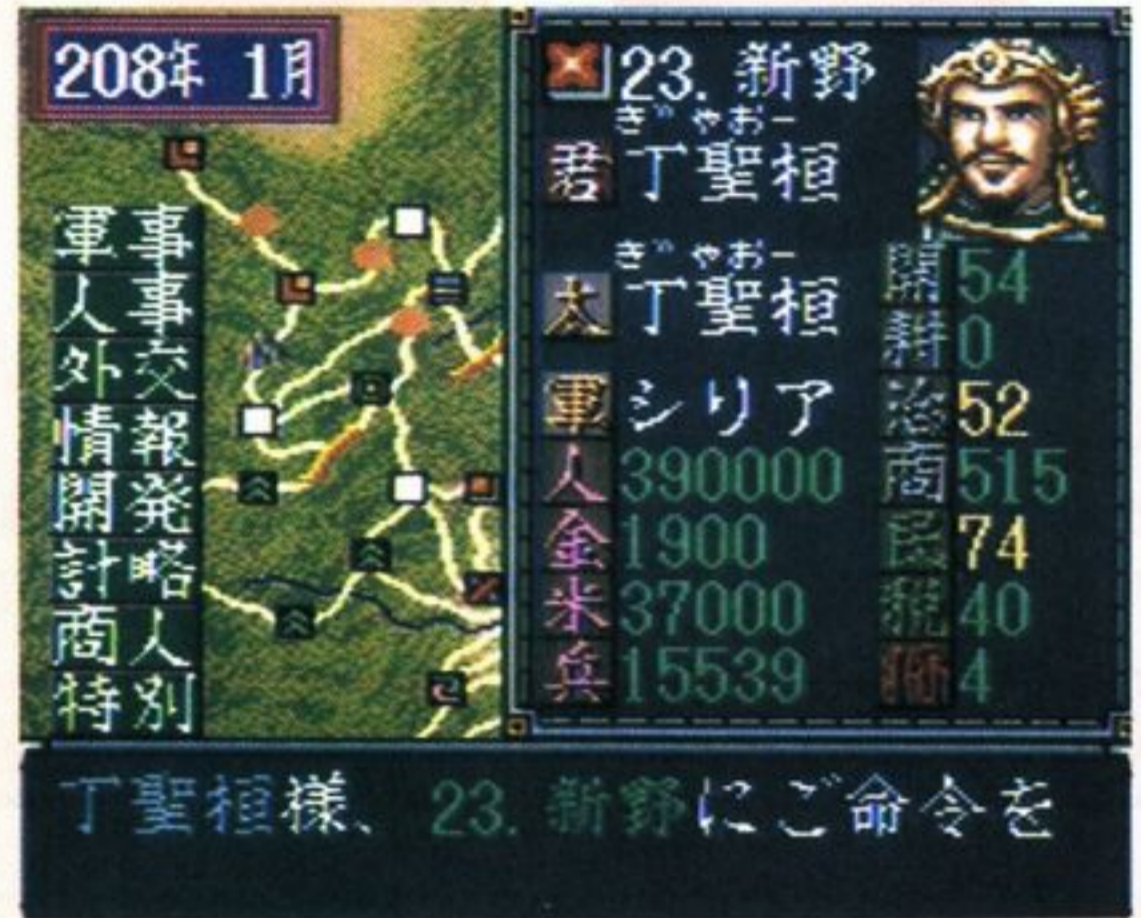 208年 1月
軍事
人事
外交
情報
開発
計略
商人
特別
23. 新野
ぎゃおー
君 丁聖桓
ぎゃおー
太 丁聖桓
軍 シリア
人 390000
金 1900
米 37000
兵 15539
開 54
耕 0
治 52
商 515
民 74
税 40
将 4
丁聖桓様、23. 新野にご命令を